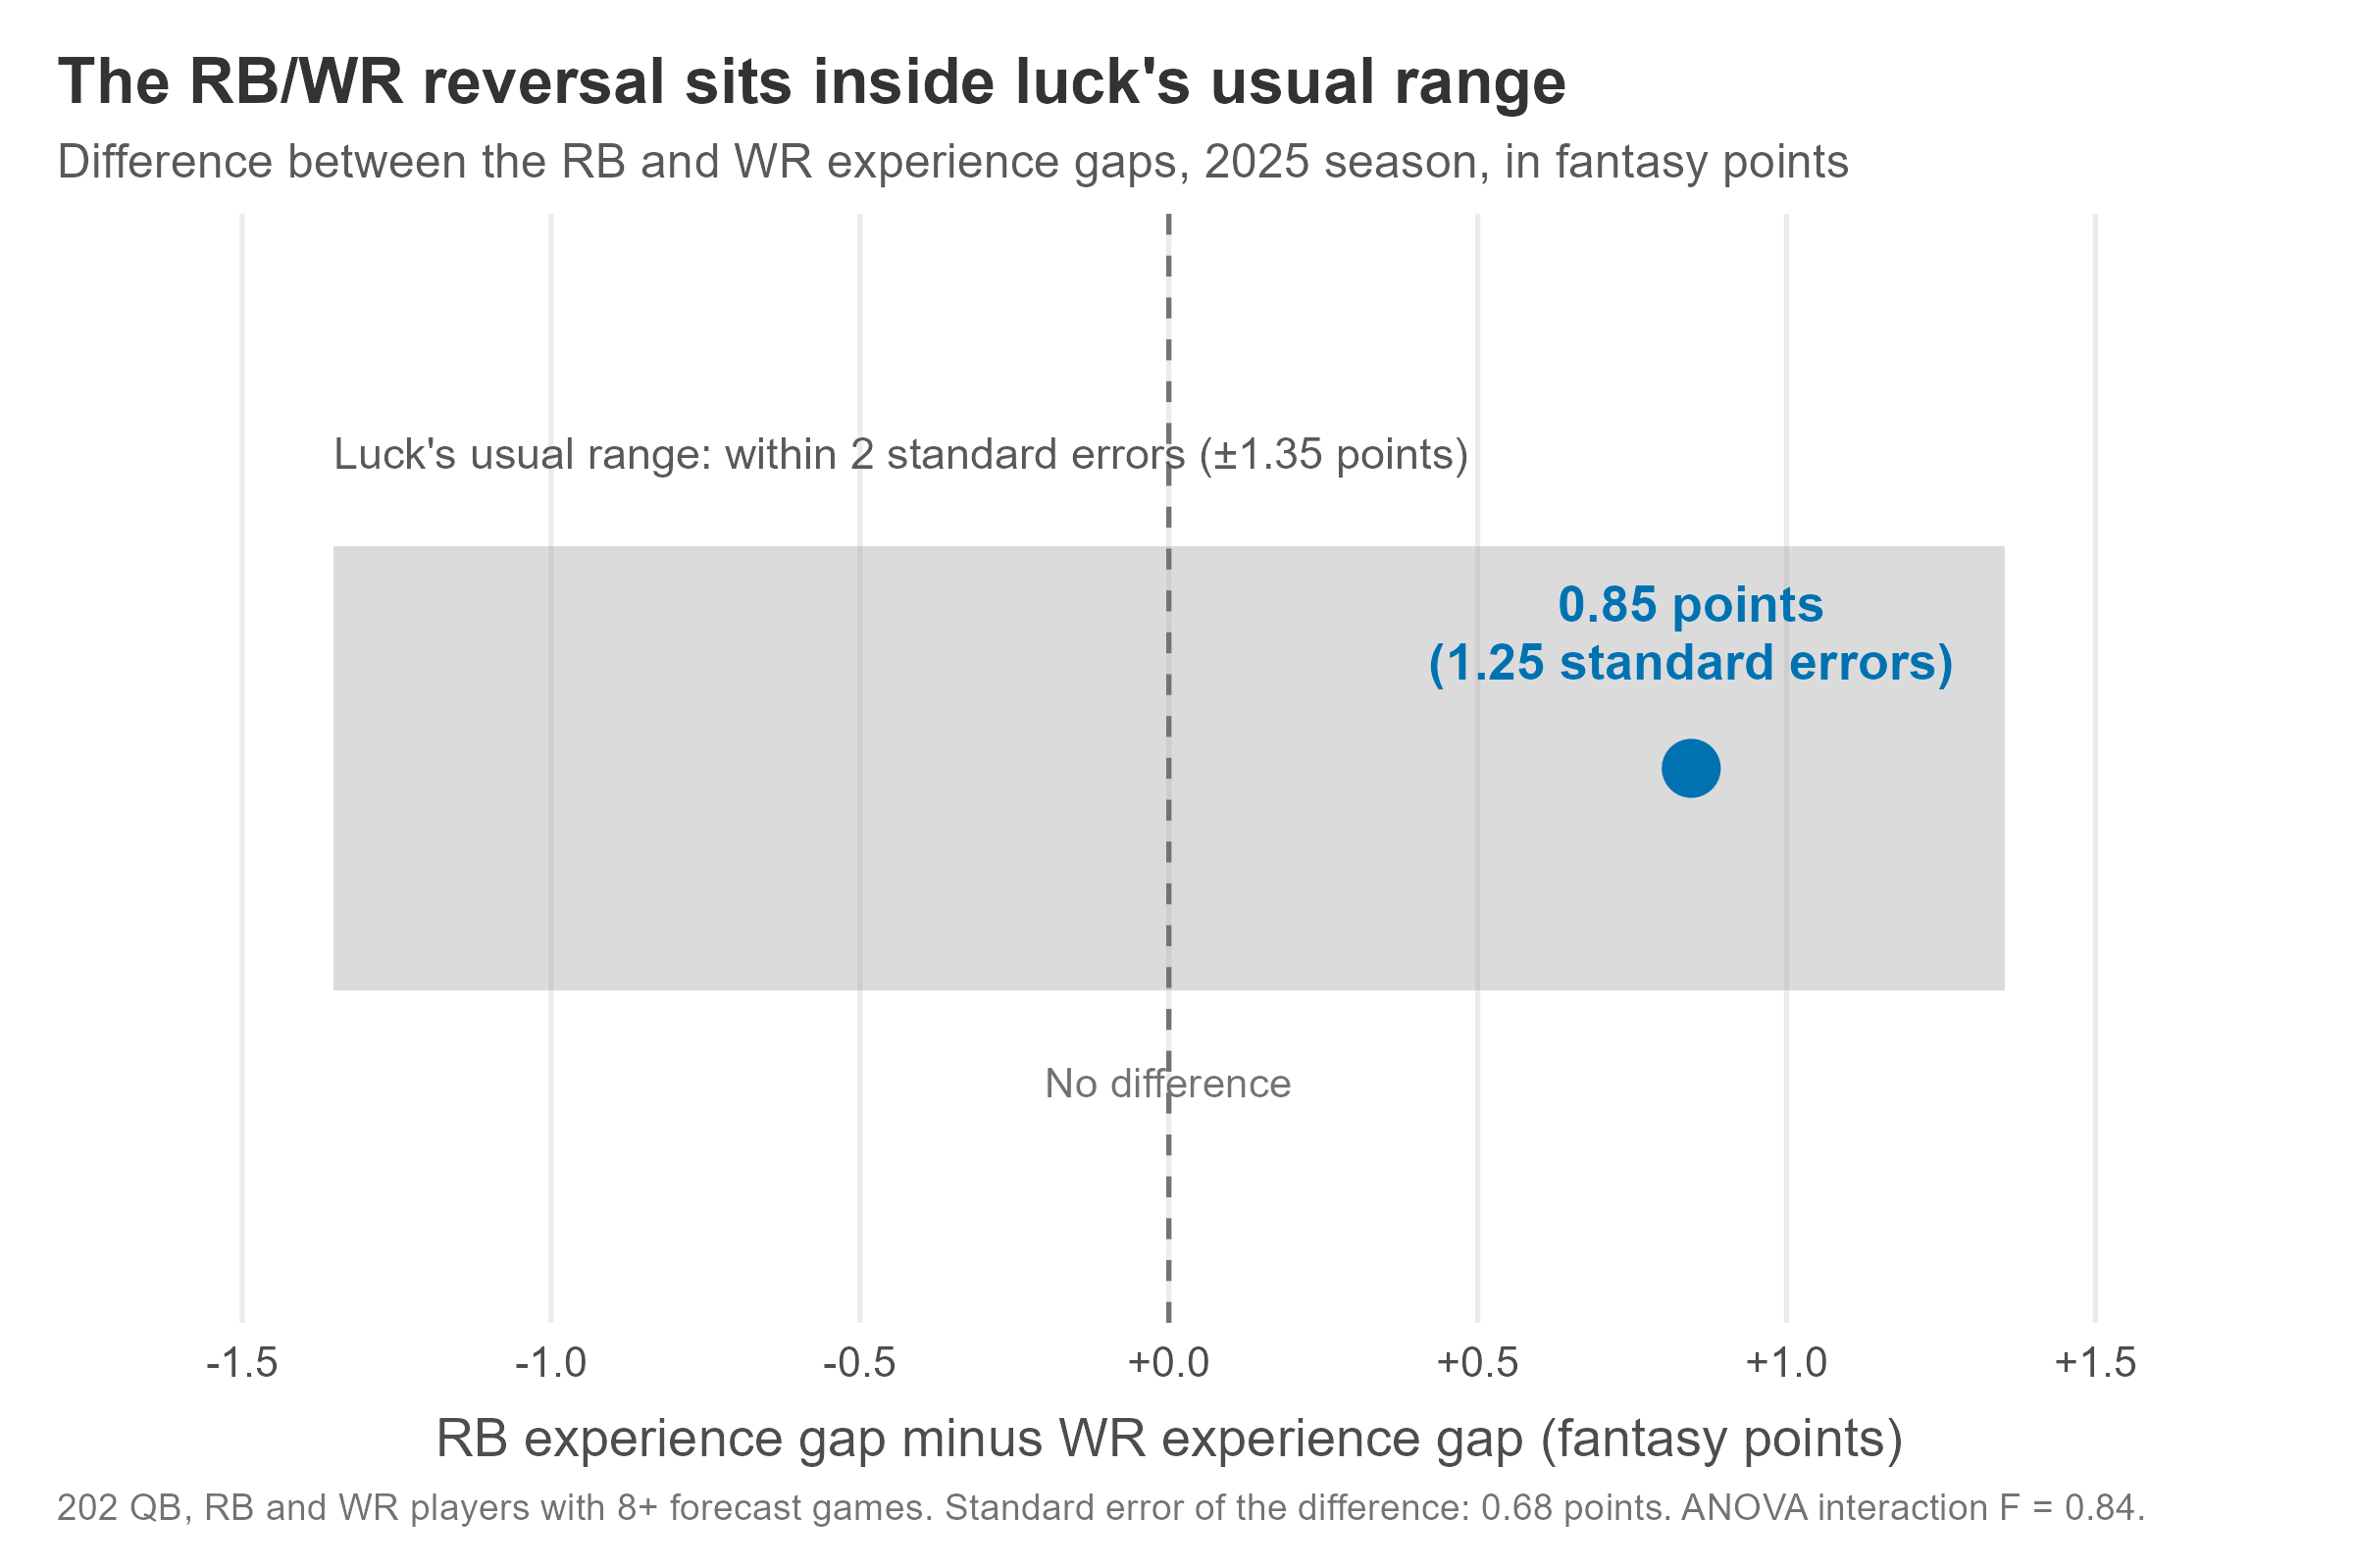 The RB/WR reversal sits inside luck's usual range
Difference between the RB and WR experience gaps, 2025 season, in fantasy points
Luck's usual range: within 2 standard errors (±1.35 points)
0.85 points
(1.25 standard errors)
No difference
-1.5 -1.0 -0.5 +0.0 +0.5 +1.0 +1.5
RB experience gap minus WR experience gap (fantasy points)
202 QB, RB and WR players with 8+ forecast games. Standard error of the difference: 0.68 points. ANOVA interaction F = 0.84.